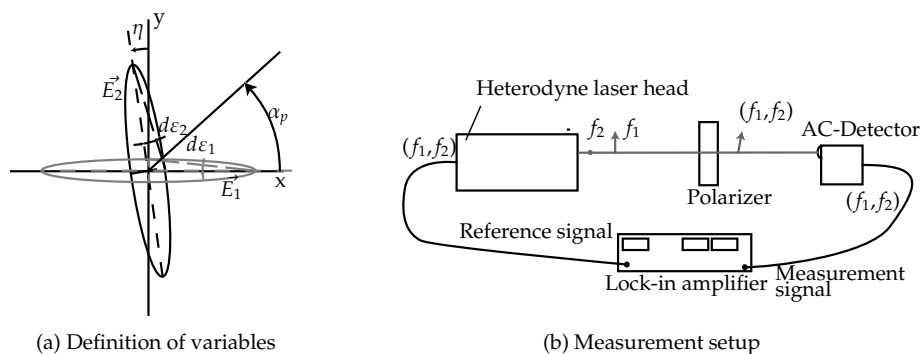 η
y
E⃗₂
dε₂
dε₁
α_p
x
E⃗₁
(a) Definition of variables
Heterodyne laser head
(f₁, f₂)
f₂ f₁
(f₁, f₂)
AC-Detector
Polarizer
(f₁, f₂)
Reference signal
Lock-in amplifier
Measurement
signal
(b) Measurement setup